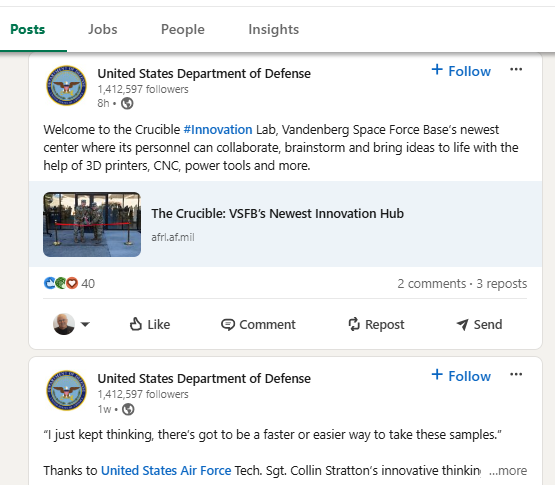 Posts Jobs People Insights
United States Department of Defense
+ Follow ...
1,412,597 followers
8h •
Welcome to the Crucible #Innovation Lab, Vandenberg Space Force Base's newest
center where its personnel can collaborate, brainstorm and bring ideas to life with the
help of 3D printers, CNC, power tools and more.
The Crucible: VSFB's Newest Innovation Hub
afrl.af.mil
40 2 comments · 3 reposts
Like Comment Repost Send
United States Department of Defense
+ Follow ...
1,412,597 followers
1w •
“I just kept thinking, there's got to be a faster or easier way to take these samples.”
Thanks to United States Air Force Tech. Sgt. Collin Stratton's innovative thinkin ...more